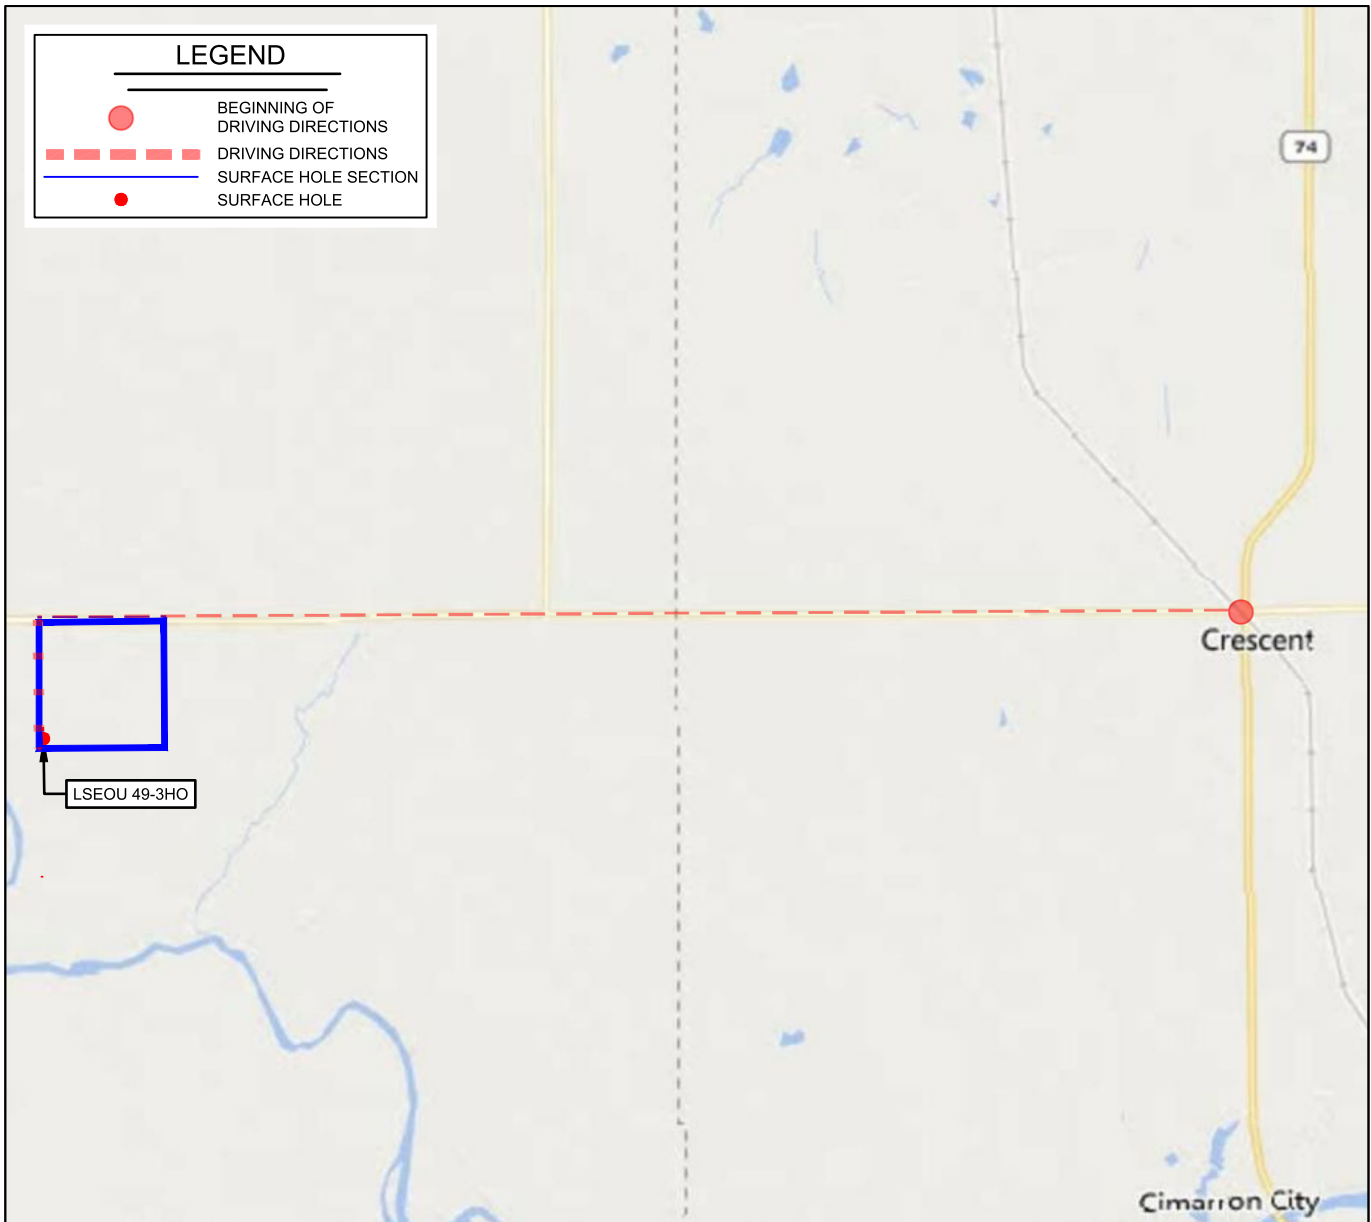 LEGEND
BEGINNING OF
DRIVING DIRECTIONS
DRIVING DIRECTIONS
SURFACE HOLE SECTION
SURFACE HOLE
74
Crescent
LSEOU 49-3HO
Cimarron City